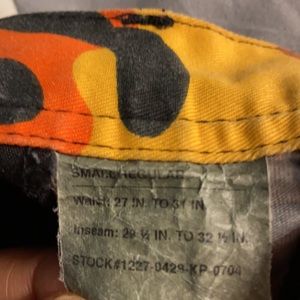 SMALL REGULAR
Waist: 27 IN. TO 31 IN.
Inseam: 29 ½ IN. TO 32 ½ IN.
STOCK#1227-0429-KP-0704